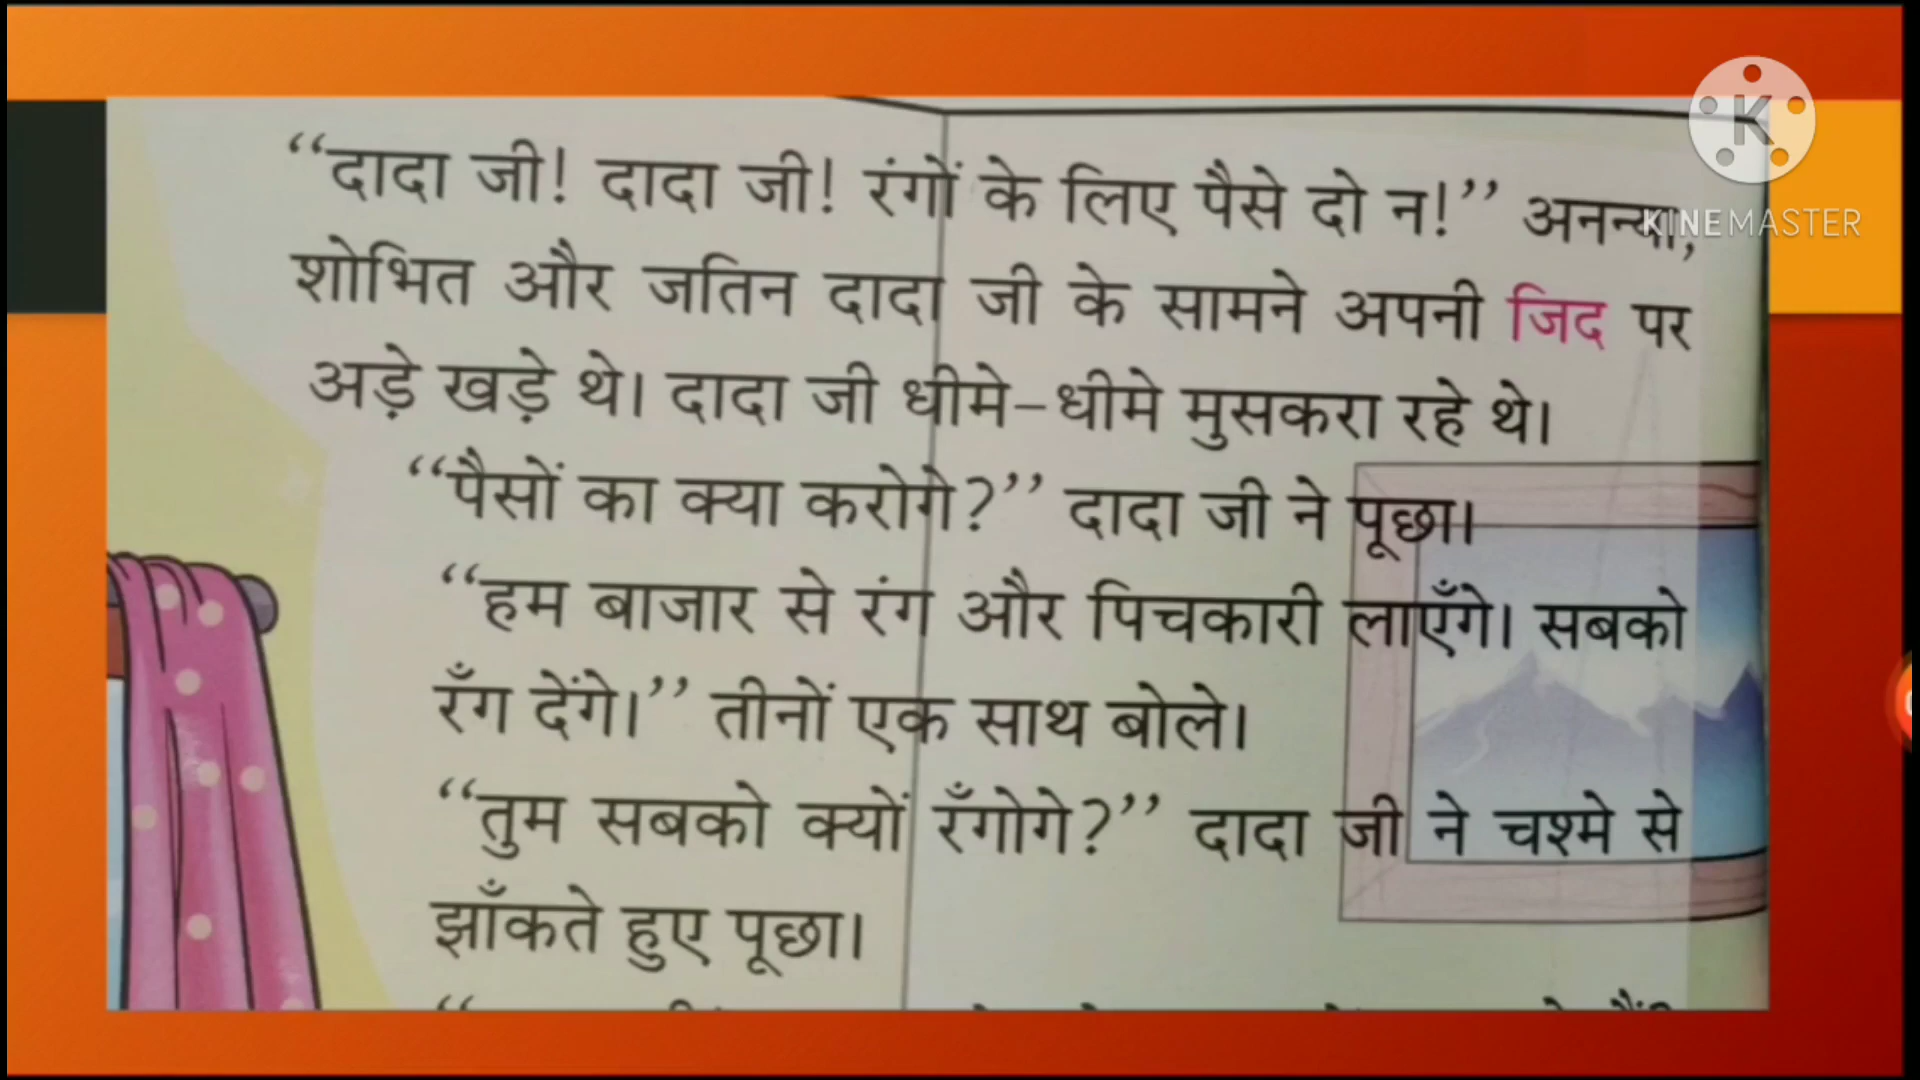 “दादा जी! दादा जी! रंगों के लिए पैसे दो न!” अनन्या,
शोभित और जतिन दादा जी के सामने अपनी जिद पर
अड़े खड़े थे। दादा जी धीमे-धीमे मुसकरा रहे थे।
“पैसों का क्या करोगे?” दादा जी ने पूछा।
“हम बाजार से रंग और पिचकारी लाएँगे। सबको
रँग देंगे।” तीनों एक साथ बोले।
“तुम सबको क्यों रँगोगे?” दादा जी ने चश्मे से
झाँकते हुए पूछा।
K
KINEMASTER